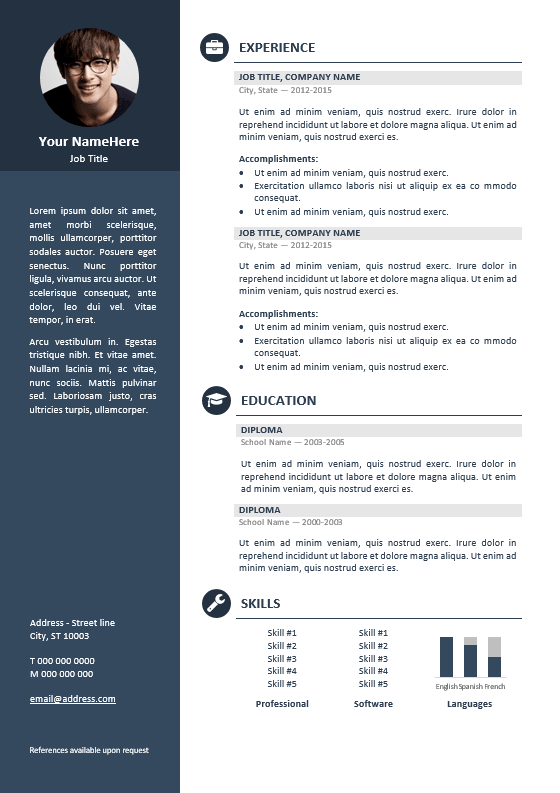 Your NameHere
Job Title
Lorem ipsum dolor sit amet,
amet morbi scelerisque,
mollis ullamcorper, porttitor
sodales auctor. Posuere eget
senectus. Nunc porttitor
ligula, vivamus arcu auctor. Ut
scelerisque consequat, ante
dolor, leo dui vel. Vitae
tempor, in erat.
Arcu vestibulum in. Egestas
tristique nibh. Et vitae amet.
Nullam lacinia mi, ac vitae,
nunc sociis. Mattis pulvinar
sed. Laboriosam justo, cras
ultricies turpis, ullamcorper.
Address - Street line
City, ST 10003
T 000 000 0000
M 000 000 000
email@address.com
References available upon request
EXPERIENCE
JOB TITLE, COMPANY NAME
City, State — 2012-2015
Ut enim ad minim veniam, quis nostrud exerc. Irure dolor in
reprehend incididunt ut labore et dolore magna aliqua. Ut enim ad
minim veniam, quis nostrud exerci es.
Accomplishments:
• Ut enim ad minim veniam, quis nostrud exerc.
• Exercitation ullamco laboris nisi ut aliquip ex ea co mmodo
consequat.
• Ut enim ad minim veniam, quis nostrud exerc.
JOB TITLE, COMPANY NAME
City, State — 2012-2015
Ut enim ad minim veniam, quis nostrud exerc. Irure dolor in
reprehend incididunt ut labore et dolore magna aliqua. Ut enim ad
minim veniam, quis nostrud exerci es.
Accomplishments:
• Ut enim ad minim veniam, quis nostrud exerc.
• Exercitation ullamco laboris nisi ut aliquip ex ea co mmodo
consequat.
• Ut enim ad minim veniam, quis nostrud exerc.
EDUCATION
DIPLOMA
School Name — 2003-2005
Ut enim ad minim veniam, quis nostrud exerc. Irure dolor in
reprehend incididunt ut labore et dolore magna aliqua. Ut enim
ad minim veniam, quis nostrud exerci es.
DIPLOMA
School Name — 2000-2003
Ut enim ad minim veniam, quis nostrud exerc. Irure dolor in
reprehend incididunt ut labore et dolore magna aliqua. Ut enim ad
minim veniam, quis nostrud exerci es.
SKILLS
Skill #1
Skill #2
Skill #3
Skill #4
Skill #5
Professional
Skill #1
Skill #2
Skill #3
Skill #4
Skill #5
Software
English Spanish French
Languages